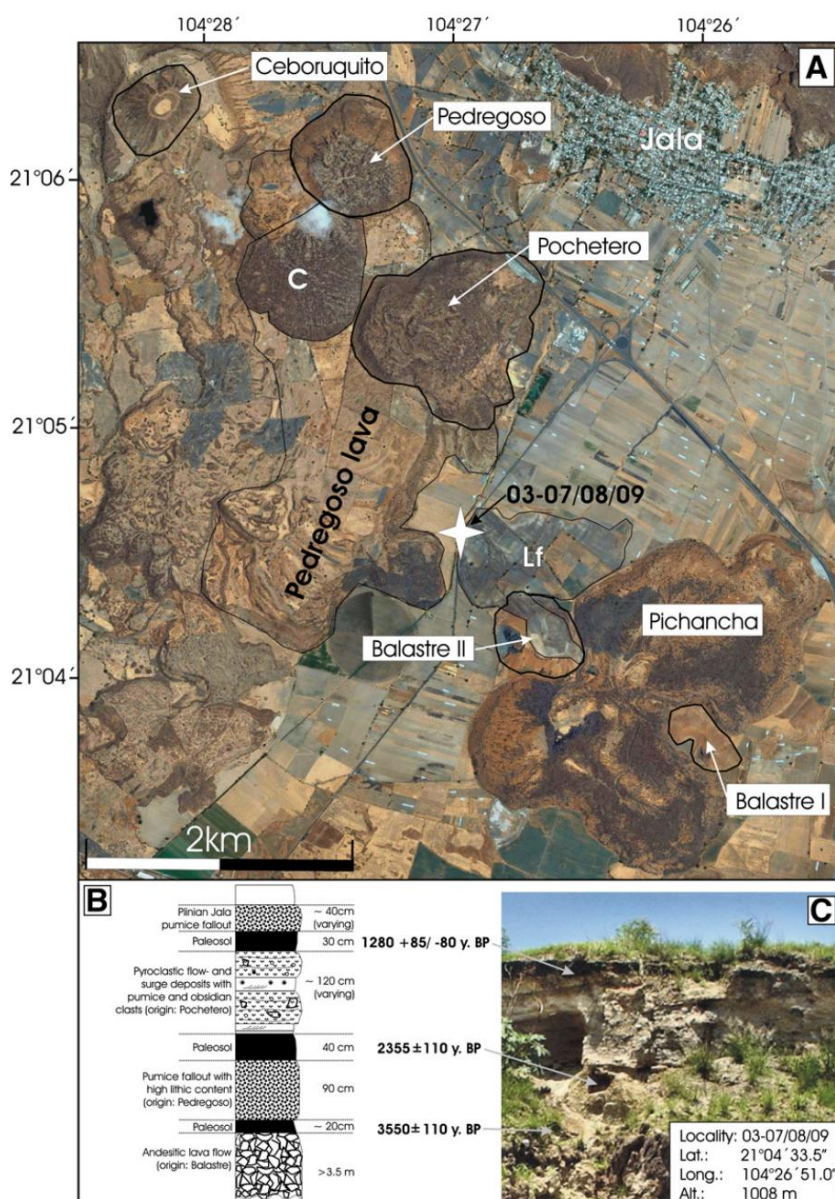 104°28'
104°27'
104°26'
A
Ceboruquito
Pedregoso
Jala
21°06'
Pochetero
C
21°05'
Pedregoso lava
03-07/08/09
Lf
Pichancha
Balastre II
21°04'
Balastre I
2km
B
Plinian Jala
pumice fallout
~ 40cm
(varying)
Paleosol
30 cm
1280 +85/ -80 y. BP
Pyroclastic flow- and
surge deposits with
pumice and obsidian
clasts (origin: Pochetero)
~ 120 cm
(varying)
Paleosol
40 cm
2355±110 y. BP
Pumice fallout with
high lithic content
(origin: Pedregoso)
90 cm
Paleosol
~ 20cm
3550±110 y. BP
Andesitic lava flow
(origin: Balastre)
>3.5 m
C
Locality: 03-07/08/09
Lat.: 21°04´33.5"
Long.: 104°26´51.0"
Alt.: 1008 m